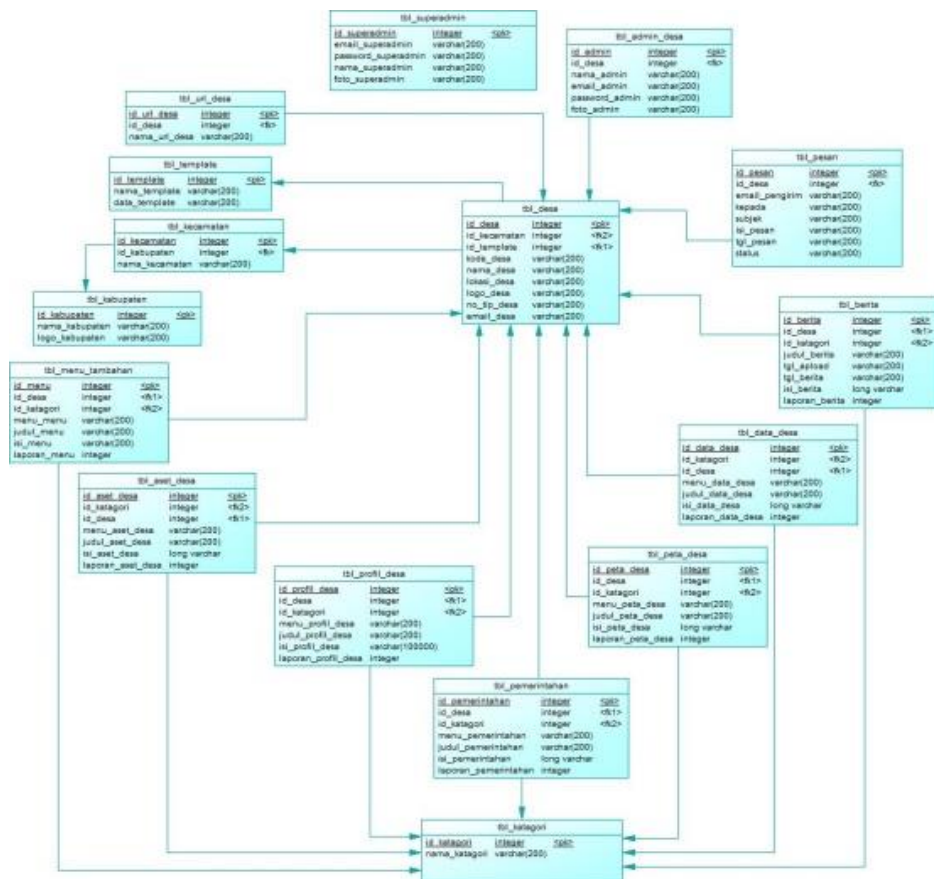 tbl_superadmin
id_superadmin integer <pk>
email_superadmin varchar(200)
password_superadmin varchar(200)
nama_superadmin varchar(200)
foto_superadmin varchar(200)
tbl_admin_desa
id_admin integer <pk>
id_desa integer <fk>
nama_admin varchar(200)
email_admin varchar(200)
password_admin varchar(200)
foto_admin varchar(200)
tbl_url_desa
id_url_desa integer <pk>
id_desa integer <fk>
nama_url_desa varchar(200)
tbl_template
id_template integer <pk>
nama_template varchar(200)
data_template varchar(200)
tbl_pesan
id_pesan integer <pk>
id_desa integer <fk>
email_pengirim varchar(200)
kepada varchar(200)
subjek varchar(200)
isi_pesan varchar(200)
tgl_pesan varchar(200)
status varchar(200)
tbl_desa
id_desa integer <pk>
id_kecamatan integer <fk2>
id_template integer <fk1>
kode_desa varchar(200)
nama_desa varchar(200)
lokasi_desa varchar(200)
logo_desa varchar(200)
no_tlp_desa varchar(200)
email_desa varchar(200)
tbl_kecamatan
id_kecamatan integer <pk>
id_kabupaten integer <fk>
nama_kecamatan varchar(200)
tbl_kabupaten
id_kabupaten integer <pk>
nama_kabupaten varchar(200)
logo_kabupaten varchar(200)
tbl_berita
id_berita integer <pk>
id_desa integer <fk1>
id_katagori integer <fk2>
judul_berita varchar(200)
tgl_apload varchar(200)
tgl_berita varchar(200)
isi_berita long varchar
laporan_berita integer
tbl_menu_tambahan
id_menu integer <pk>
id_desa integer <fk1>
id_katagori integer <fk2>
menu_menu varchar(200)
judul_menu varchar(200)
isi_menu varchar(200)
laporan_menu integer
tbl_data_desa
id_data_desa integer <pk>
id_katagori integer <fk2>
id_desa integer <fk1>
menu_data_desa varchar(200)
judul_data_desa varchar(200)
isi_data_desa long varchar
laporan_data_desa integer
tbl_aset_desa
id_aset_desa integer <pk>
id_katagori integer <fk2>
id_desa integer <fk1>
menu_aset_desa varchar(200)
judul_aset_desa varchar(200)
isi_aset_desa long varchar
laporan_aset_desa integer
tbl_peta_desa
id_peta_desa integer <pk>
id_desa integer <fk1>
id_katagori integer <fk2>
menu_peta_desa varchar(200)
judul_peta_desa varchar(200)
isi_peta_desa long varchar
laporan_peta_desa integer
tbl_profil_desa
id_profil_desa integer <pk>
id_desa integer <fk1>
id_katagori integer <fk2>
menu_profil_desa varchar(200)
judul_profil_desa varchar(200)
isi_profil_desa varchar(100000)
laporan_profil_desa integer
tbl_pemerintahan
id_pemerintahan integer <pk>
id_desa integer <fk1>
id_katagori integer <fk2>
menu_pemerintahan varchar(200)
judul_pemerintahan varchar(200)
isi_pemerintahan long varchar
laporan_pemerintahan integer
tbl_katagori
id_katagori integer <pk>
nama_katagori varchar(200)